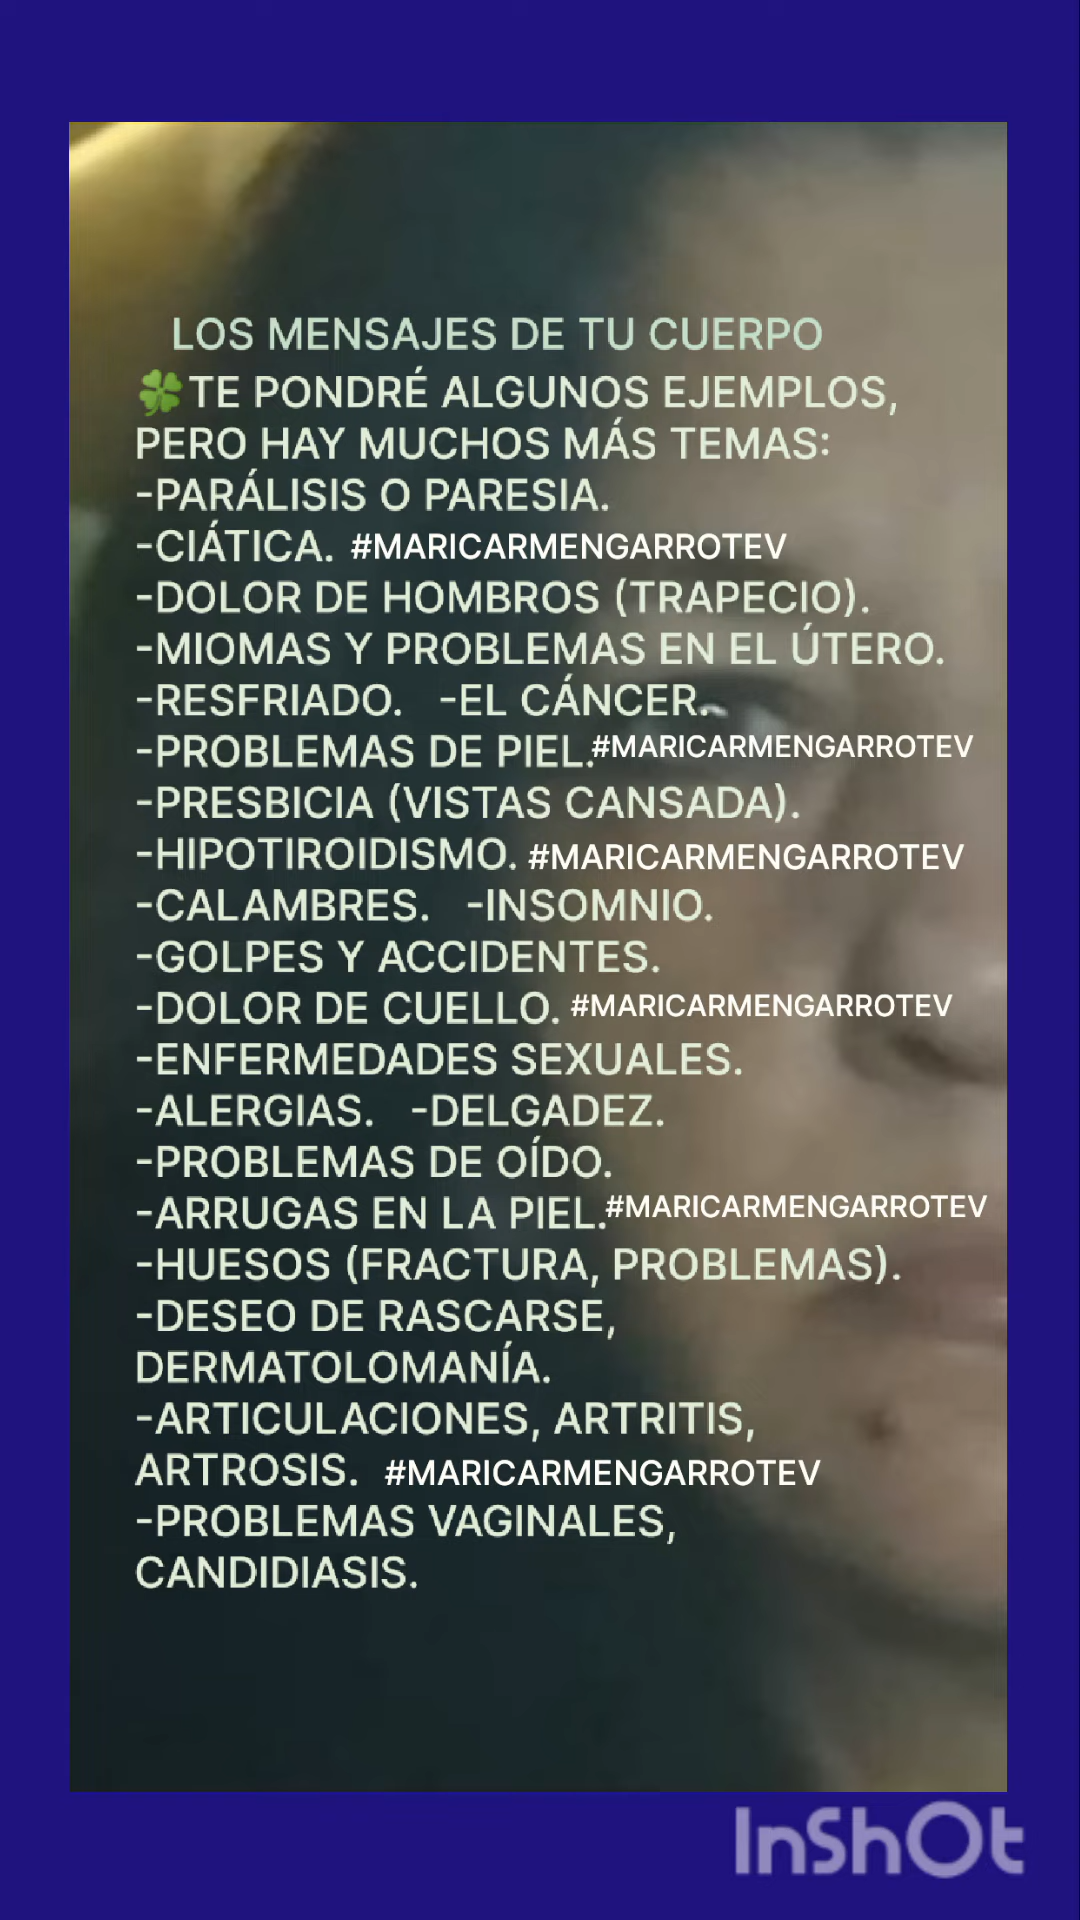 LOS MENSAJES DE TU CUERPO
🍀TE PONDRÉ ALGUNOS EJEMPLOS,
PERO HAY MUCHOS MÁS TEMAS:
-PARÁLISIS O PARESIA.
-CIÁTICA. #MARICARMENGARROTEV
-DOLOR DE HOMBROS (TRAPECIO).
-MIOMAS Y PROBLEMAS EN EL ÚTERO.
-RESFRIADO. -EL CÁNCER.
-PROBLEMAS DE PIEL.#MARICARMENGARROTEV
-PRESBICIA (VISTAS CANSADA).
-HIPOTIROIDISMO. #MARICARMENGARROTEV
-CALAMBRES. -INSOMNIO.
-GOLPES Y ACCIDENTES.
-DOLOR DE CUELLO. #MARICARMENGARROTEV
-ENFERMEDADES SEXUALES.
-ALERGIAS. -DELGADEZ.
-PROBLEMAS DE OÍDO.
-ARRUGAS EN LA PIEL.#MARICARMENGARROTEV
-HUESOS (FRACTURA, PROBLEMAS).
-DESEO DE RASCARSE,
DERMATOLOMANÍA.
-ARTICULACIONES, ARTRITIS,
ARTROSIS. #MARICARMENGARROTEV
-PROBLEMAS VAGINALES,
CANDIDIASIS.
InShOt